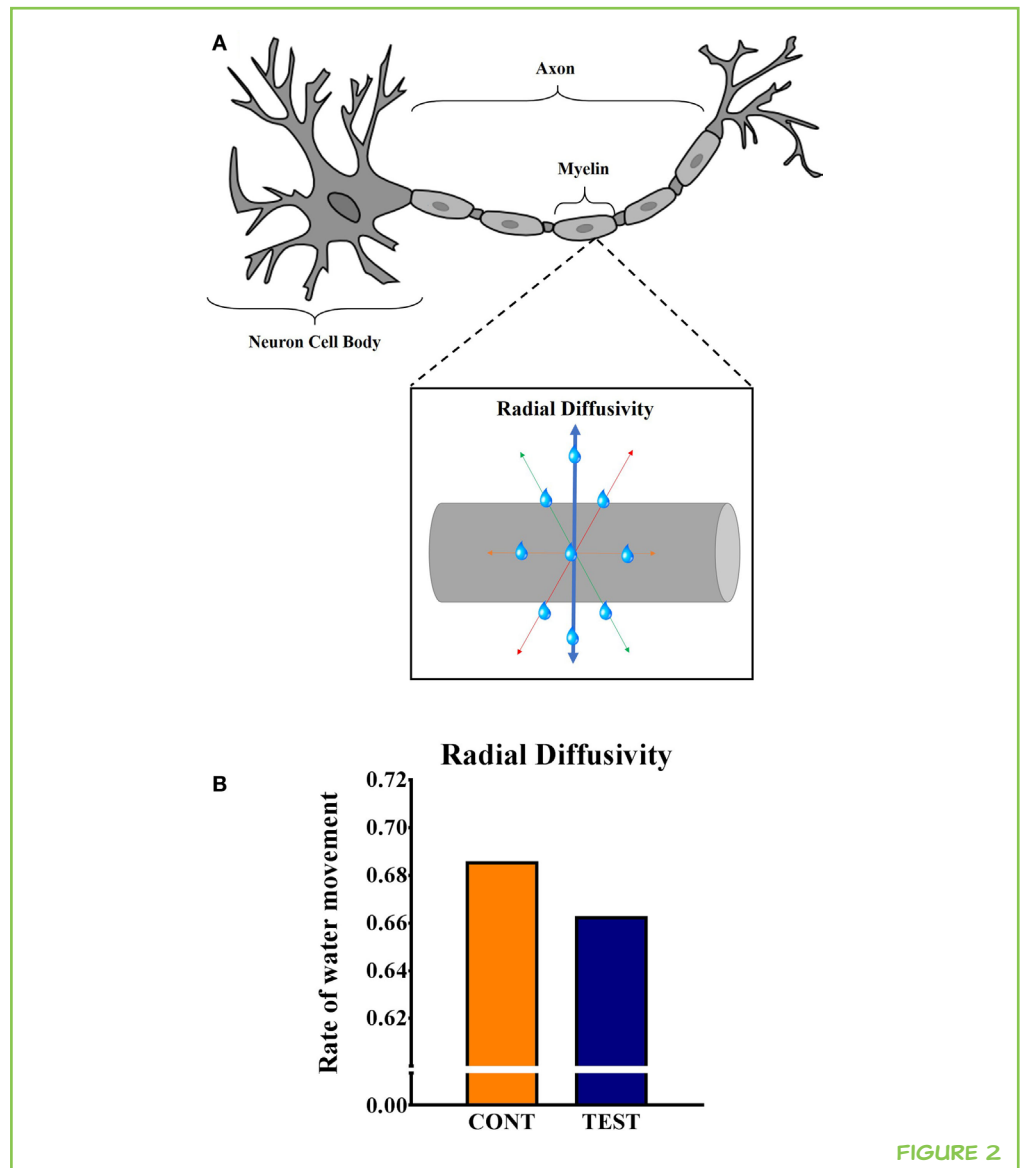 A
Axon
Myelin
Neuron Cell Body
Radial Diffusivity
Radial Diffusivity
B
Rate of water movement
0.72
0.70
0.68
0.66
0.64
0.62
0.00
CONT TEST
FIGURE 2